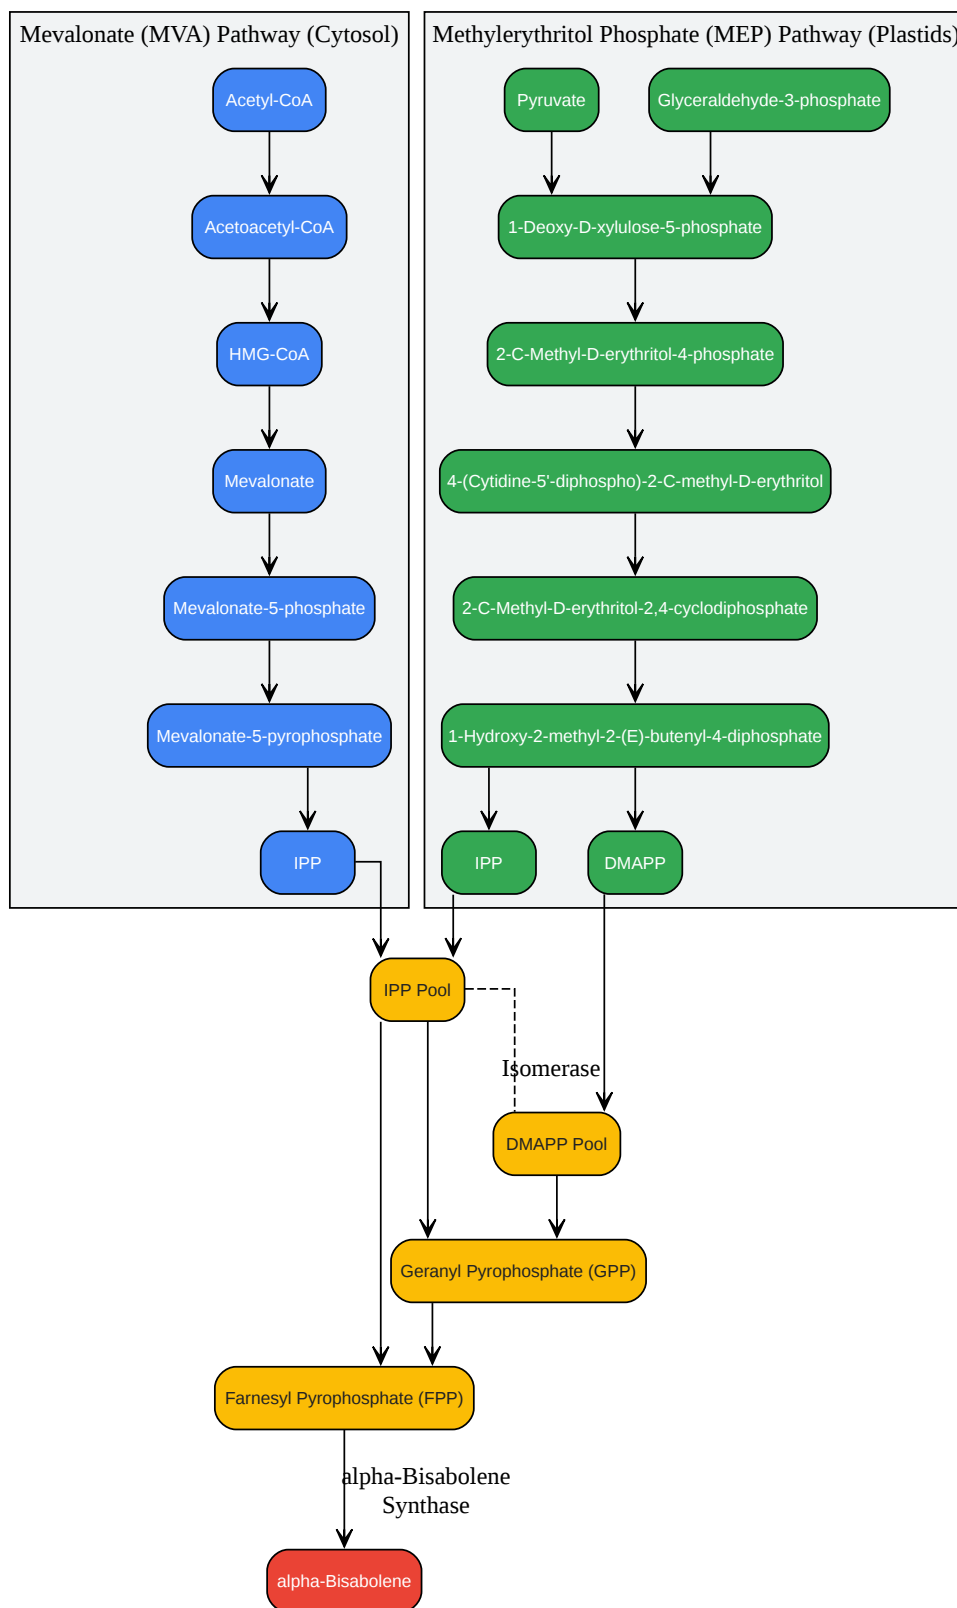 Mevalonate (MVA) Pathway (Cytosol)
Acetyl-CoA
Acetoacetyl-CoA
HMG-CoA
Mevalonate
Mevalonate-5-phosphate
Mevalonate-5-pyrophosphate
IPP
Methylerythritol Phosphate (MEP) Pathway (Plastids)
Pyruvate
Glyceraldehyde-3-phosphate
1-Deoxy-D-xylulose-5-phosphate
2-C-Methyl-D-erythritol-4-phosphate
4-(Cytidine-5'-diphospho)-2-C-methyl-D-erythritol
2-C-Methyl-D-erythritol-2,4-cyclodiphosphate
1-Hydroxy-2-methyl-2-(E)-butenyl-4-diphosphate
IPP
DMAPP
IPP Pool
Isomerase
DMAPP Pool
Geranyl Pyrophosphate (GPP)
Farnesyl Pyrophosphate (FPP)
alpha-Bisabolene
Synthase
alpha-Bisabolene